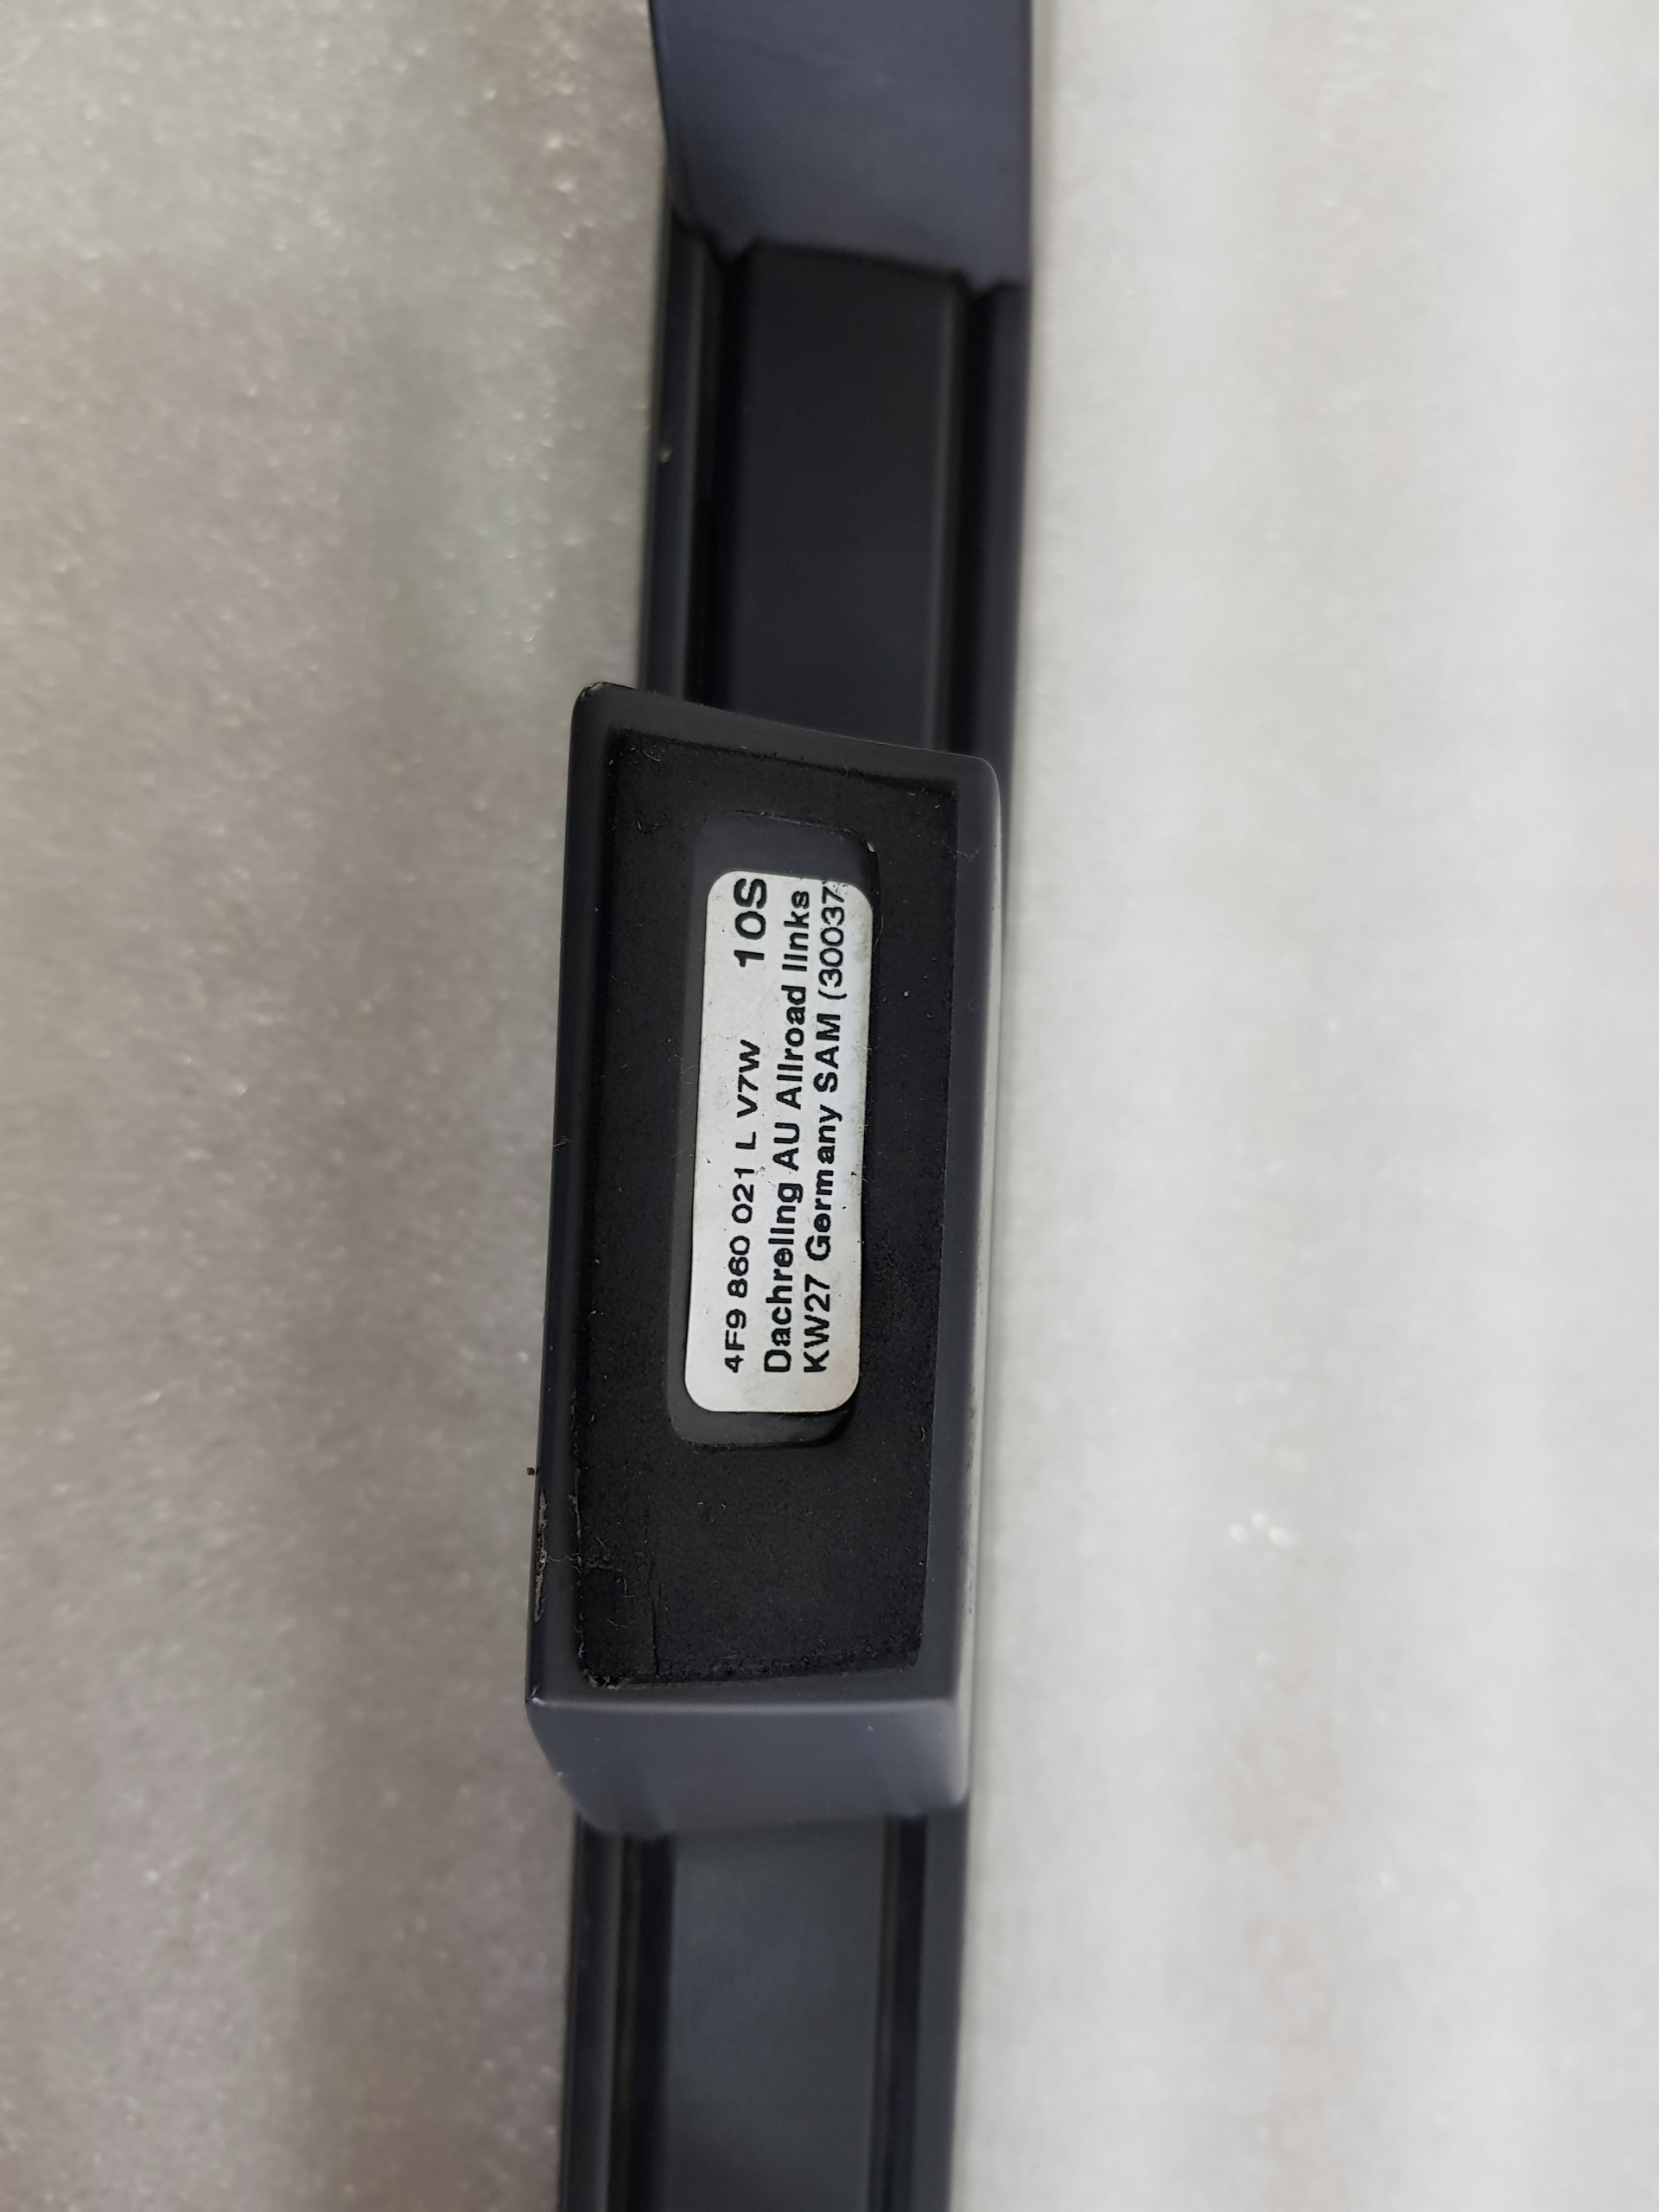 4F9 860 021 L V7W 10S
Dachreling AU Allroad links
KW27 Germany SAM (30037